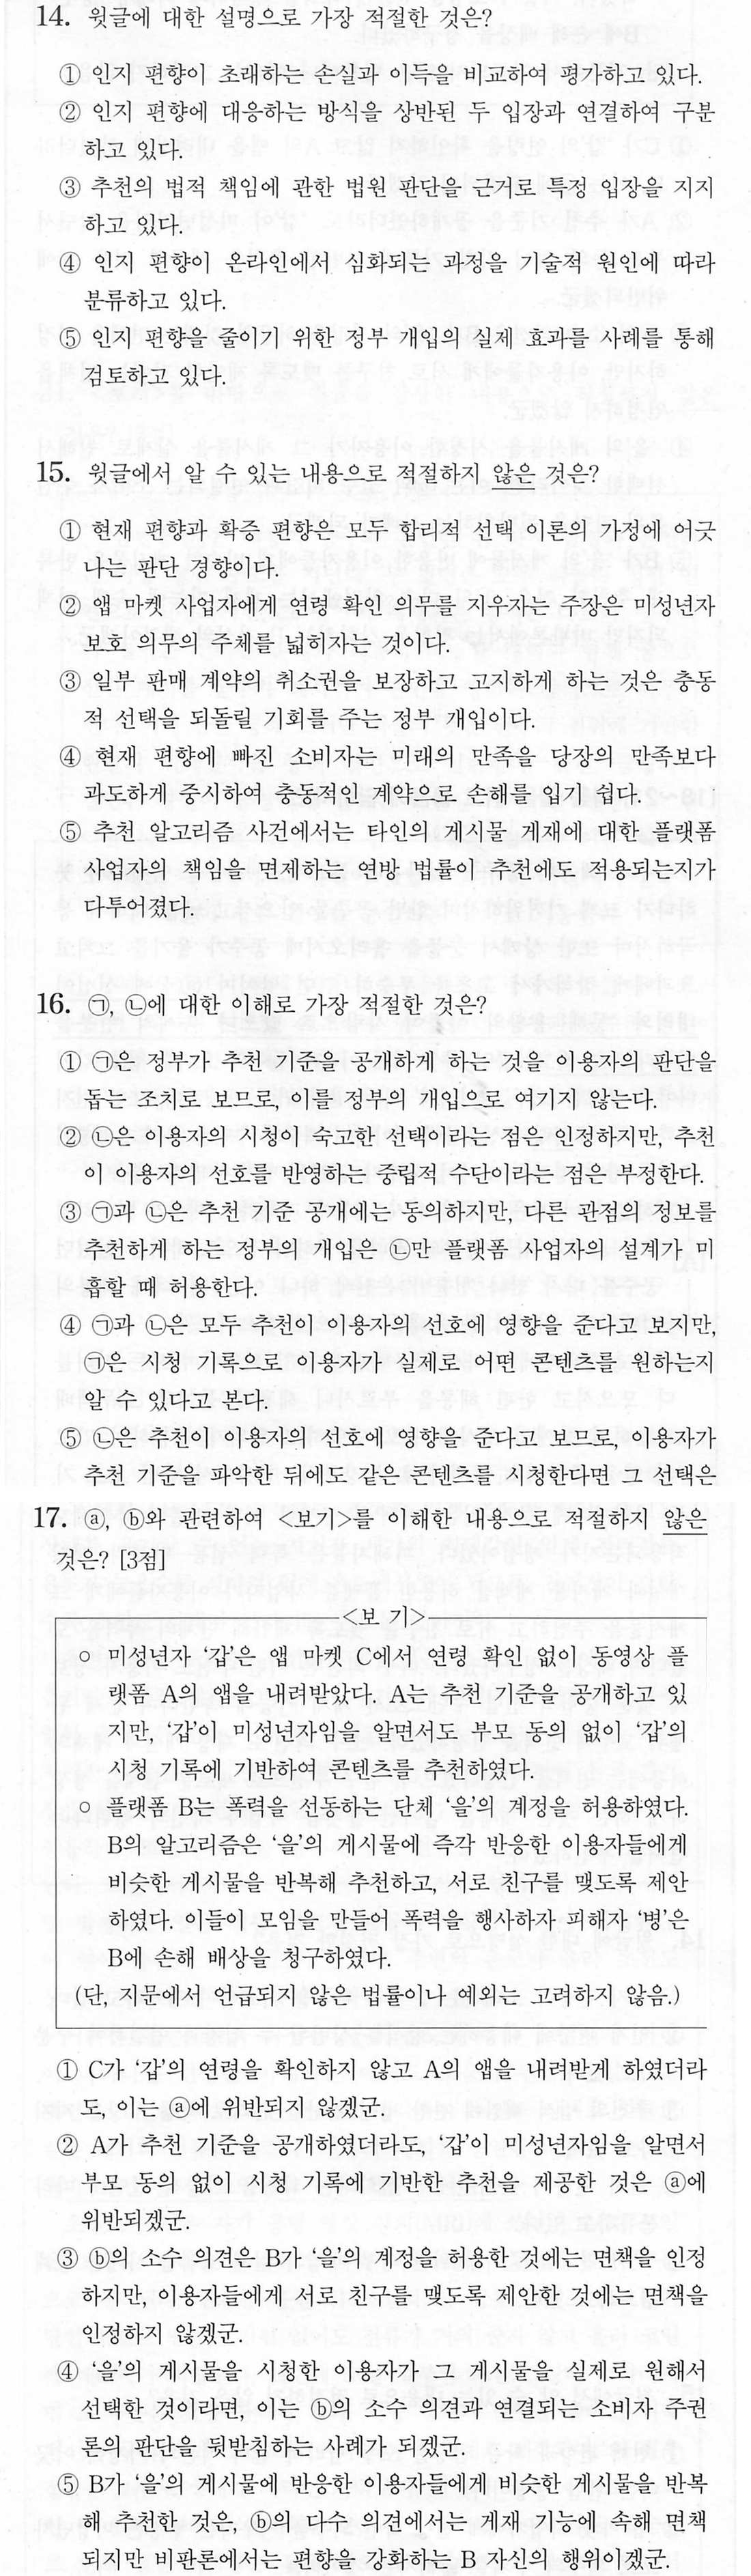 14. 윗글에 대한 설명으로 가장 적절한 것은?
① 인지 편향이 초래하는 손실과 이득을 비교하여 평가하고 있다.
② 인지 편향에 대응하는 방식을 상반된 두 입장과 연결하여 구분
하고 있다.
③ 추천의 법적 책임에 관한 법원 판단을 근거로 특정 입장을 지지
하고 있다.
④ 인지 편향이 온라인에서 심화되는 과정을 기술적 원인에 따라
분류하고 있다.
⑤ 인지 편향을 줄이기 위한 정부 개입의 실제 효과를 사례를 통해
검토하고 있다.
15. 윗글에서 알 수 있는 내용으로 적절하지 않은 것은?
① 현재 편향과 확증 편향은 모두 합리적 선택 이론의 가정에 어긋
나는 판단 경향이다.
② 앱 마켓 사업자에게 연령 확인 의무를 지우자는 주장은 미성년자
보호 의무의 주체를 넓히자는 것이다.
③ 일부 판매 계약의 취소권을 보장하고 고지하게 하는 것은 충동
적 선택을 되돌릴 기회를 주는 정부 개입이다.
④ 현재 편향에 빠진 소비자는 미래의 만족을 당장의 만족보다
과도하게 중시하여 충동적인 계약으로 손해를 입기 쉽다.
⑤ 추천 알고리즘 사건에서는 타인의 게시물 게재에 대한 플랫폼
사업자의 책임을 면제하는 연방 법률이 추천에도 적용되는지가
다투어졌다.
16. ㉠, ㉡에 대한 이해로 가장 적절한 것은?
① ㉠은 정부가 추천 기준을 공개하게 하는 것을 이용자의 판단을
돕는 조치로 보므로, 이를 정부의 개입으로 여기지 않는다.
② ㉡은 이용자의 시청이 숙고한 선택이라는 점은 인정하지만, 추천
이 이용자의 선호를 반영하는 중립적 수단이라는 점은 부정한다.
③ ㉠과 ㉡은 추천 기준 공개에는 동의하지만, 다른 관점의 정보를
추천하게 하는 정부의 개입은 ㉡만 플랫폼 사업자의 설계가 미
흡할 때 허용한다.
④ ㉠과 ㉡은 모두 추천이 이용자의 선호에 영향을 준다고 보지만,
㉠은 시청 기록으로 이용자가 실제로 어떤 콘텐츠를 원하는지
알 수 있다고 본다.
⑤ ㉡은 추천이 이용자의 선호에 영향을 준다고 보므로, 이용자가
추천 기준을 파악한 뒤에도 같은 콘텐츠를 시청한다면 그 선택은
17. ⓐ, ⓑ와 관련하여 <보기>를 이해한 내용으로 적절하지 않은
것은? [3점]
<보 기>
○ 미성년자 ‘갑’은 앱 마켓 C에서 연령 확인 없이 동영상 플
랫폼 A의 앱을 내려받았다. A는 추천 기준을 공개하고 있
지만, ‘갑’이 미성년자임을 알면서도 부모 동의 없이 ‘갑’의
시청 기록에 기반하여 콘텐츠를 추천하였다.
○ 플랫폼 B는 폭력을 선동하는 단체 ‘을’의 계정을 허용하였다.
B의 알고리즘은 ‘을’의 게시물에 즉각 반응한 이용자들에게
비슷한 게시물을 반복해 추천하고, 서로 친구를 맺도록 제안
하였다. 이들이 모임을 만들어 폭력을 행사하자 피해자 ‘병’은
B에 손해 배상을 청구하였다.
(단, 지문에서 언급되지 않은 법률이나 예외는 고려하지 않음.)
① C가 ‘갑’의 연령을 확인하지 않고 A의 앱을 내려받게 하였더라
도, 이는 ⓐ에 위반되지 않겠군.
② A가 추천 기준을 공개하였더라도, ‘갑’이 미성년자임을 알면서
부모 동의 없이 시청 기록에 기반한 추천을 제공한 것은 ⓐ에
위반되겠군.
③ ⓑ의 소수 의견은 B가 ‘을’의 계정을 허용한 것에는 면책을 인정
하지만, 이용자들에게 서로 친구를 맺도록 제안한 것에는 면책을
인정하지 않겠군.
④ ‘을’의 게시물을 시청한 이용자가 그 게시물을 실제로 원해서
선택한 것이라면, 이는 ⓑ의 소수 의견과 연결되는 소비자 주권
론의 판단을 뒷받침하는 사례가 되겠군.
⑤ B가 ‘을’의 게시물에 반응한 이용자들에게 비슷한 게시물을 반복
해 추천한 것은, ⓑ의 다수 의견에서는 게재 기능에 속해 면책
되지만 비판론에서는 편향을 강화하는 B 자신의 행위이겠군.